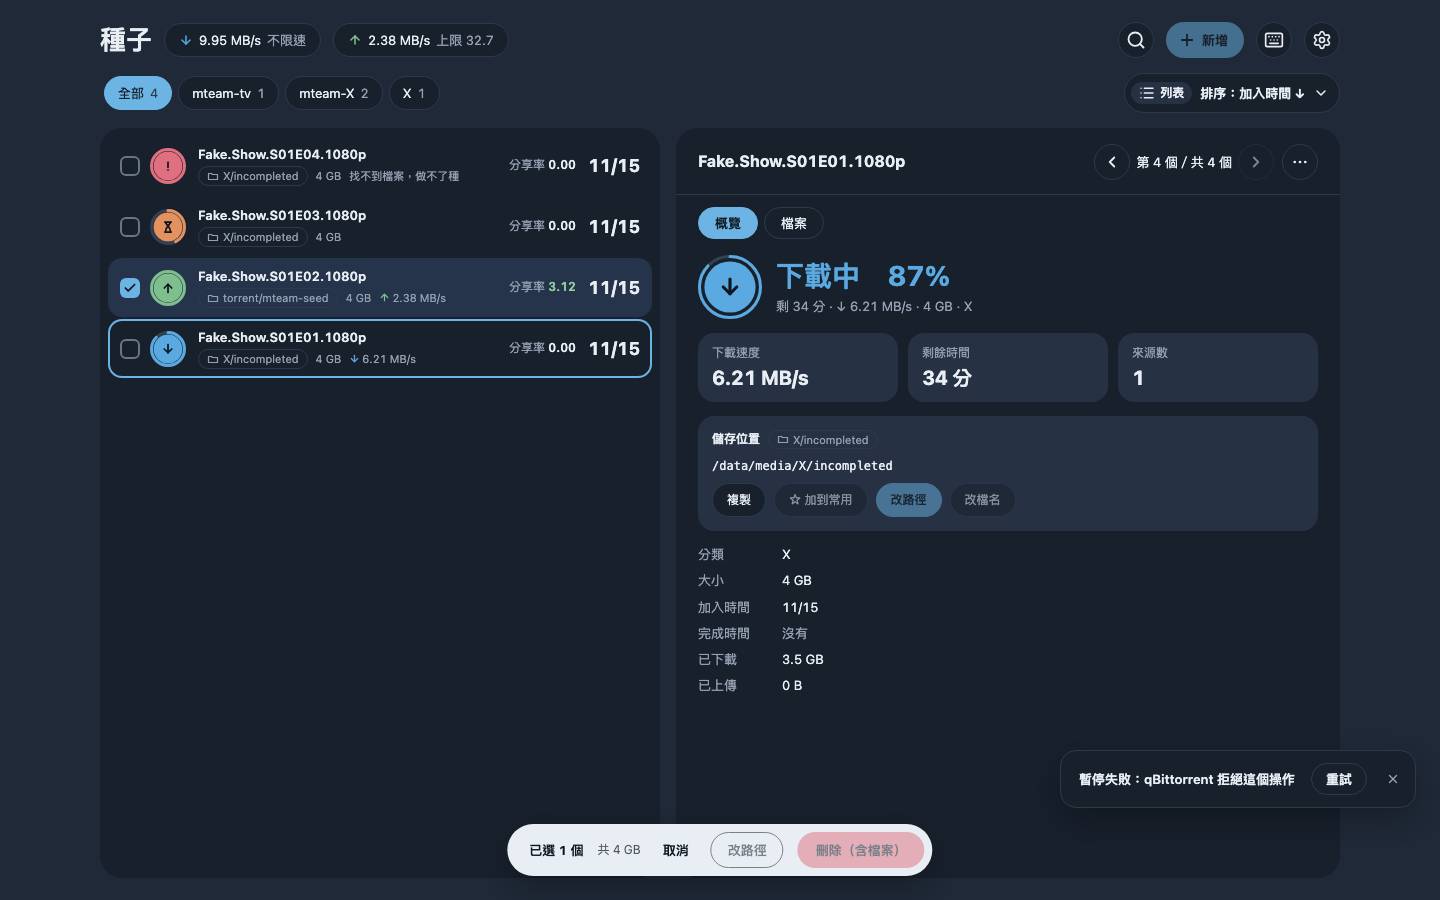 種子 9.95 MB/s 不限速 2.38 MB/s 上限 32.7 新增
全部 4 mteam-tv 1 mteam-X 2 X 1 列表 排序：加入時間 ↓
Fake.Show.S01E04.1080p
X/incompleted 4 GB 找不到檔案，做不了種
分享率 0.00 11/15
Fake.Show.S01E03.1080p
X/incompleted 4 GB
分享率 0.00 11/15
Fake.Show.S01E02.1080p
torrent/mteam-seed 4 GB ↑ 2.38 MB/s
分享率 3.12 11/15
Fake.Show.S01E01.1080p
X/incompleted 4 GB ↓ 6.21 MB/s
分享率 0.00 11/15
Fake.Show.S01E01.1080p 第 4 個 / 共 4 個
概覽 檔案
下載中 87%
剩 34 分 · ↓ 6.21 MB/s · 4 GB · X
下載速度
6.21 MB/s
剩餘時間
34 分
來源數
1
儲存位置 X/incompleted
/data/media/X/incompleted
複製 ☆ 加到常用 改路徑 改檔名
分類 X
大小 4 GB
加入時間 11/15
完成時間 沒有
已下載 3.5 GB
已上傳 0 B
暫停失敗：qBittorrent 拒絕這個操作 重試
已選 1 個 共 4 GB 取消 改路徑 刪除（含檔案）